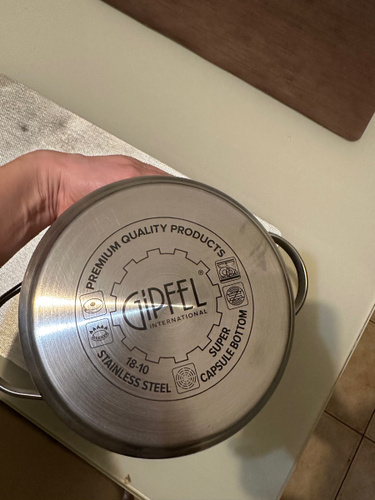 PREMIUM QUALITY PRODUCTS
GiPFEL®
INTERNATIONAL
18-10
STAINLESS STEEL
SUPER
CAPSULE BOTTOM